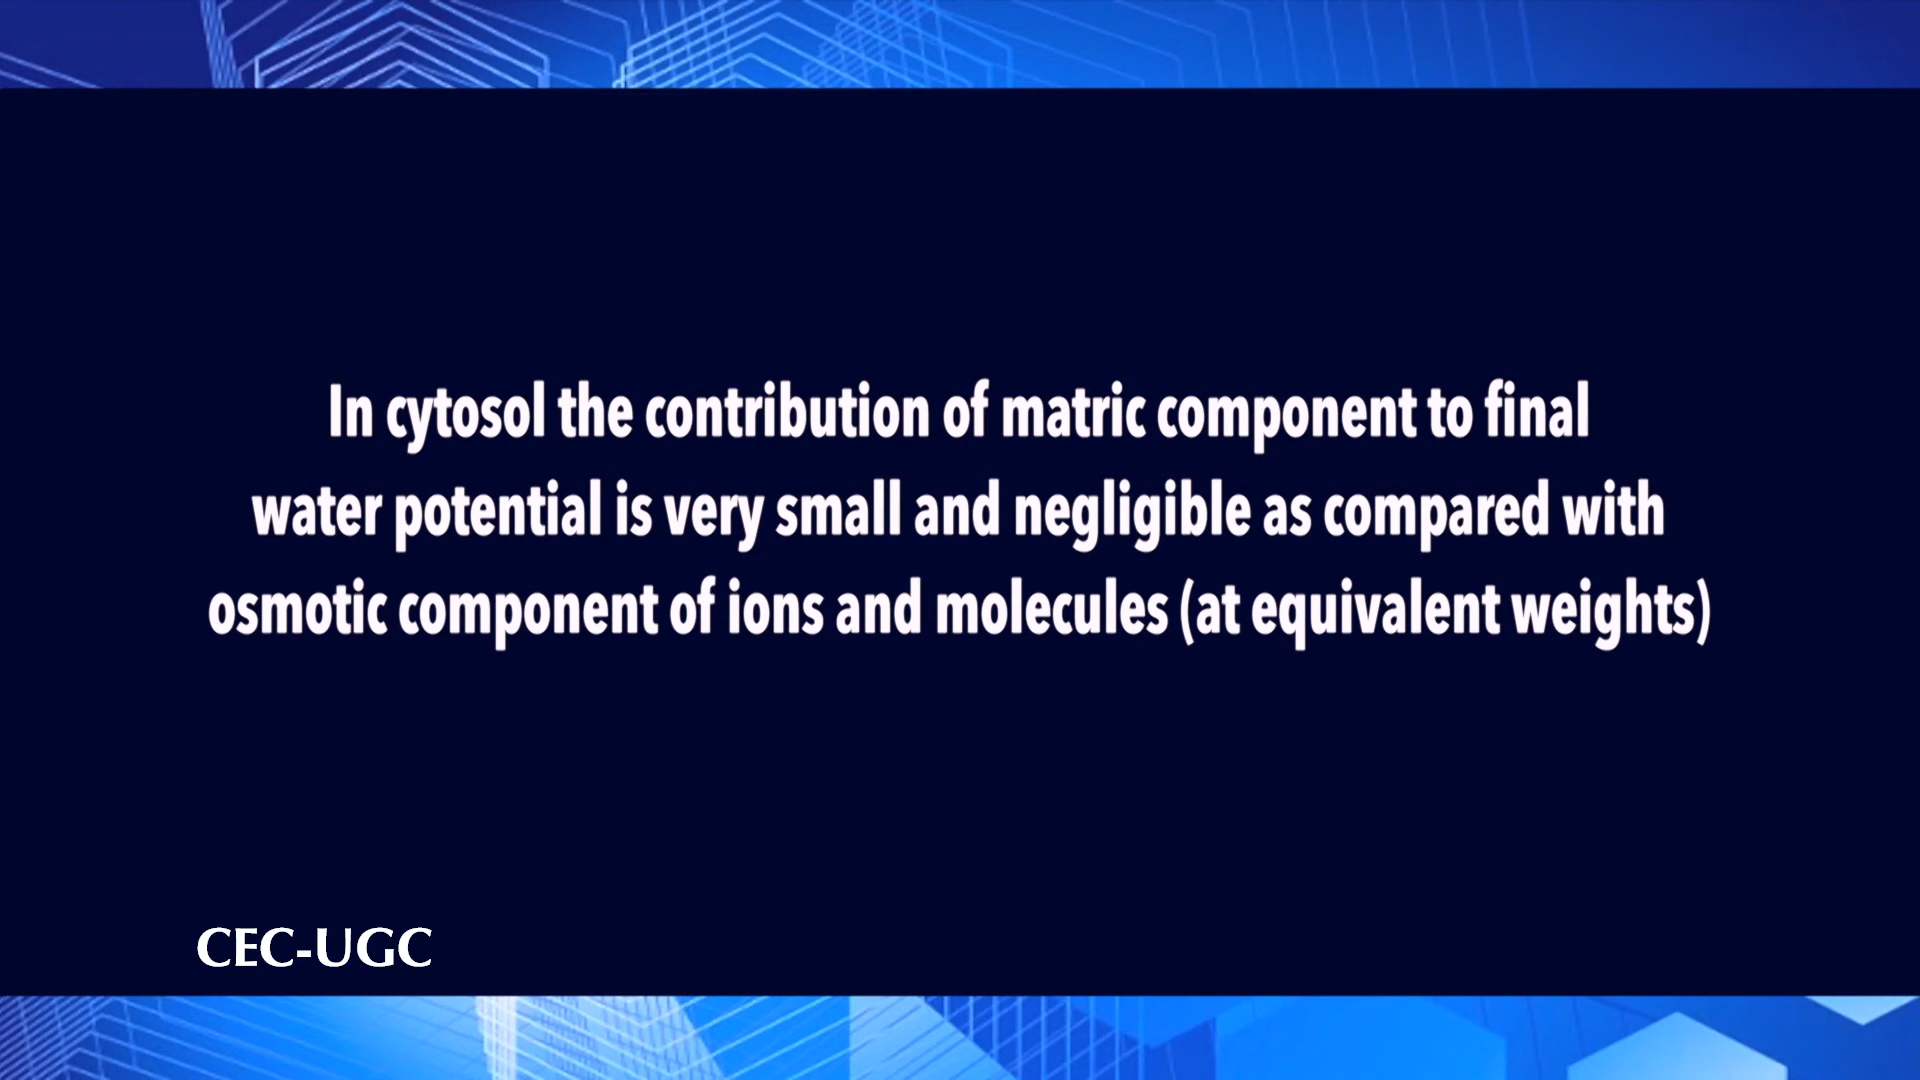 In cytosol the contribution of matric component to final
water potential is very small and negligible as compared with
osmotic component of ions and molecules (at equivalent weights)
CEC-UGC